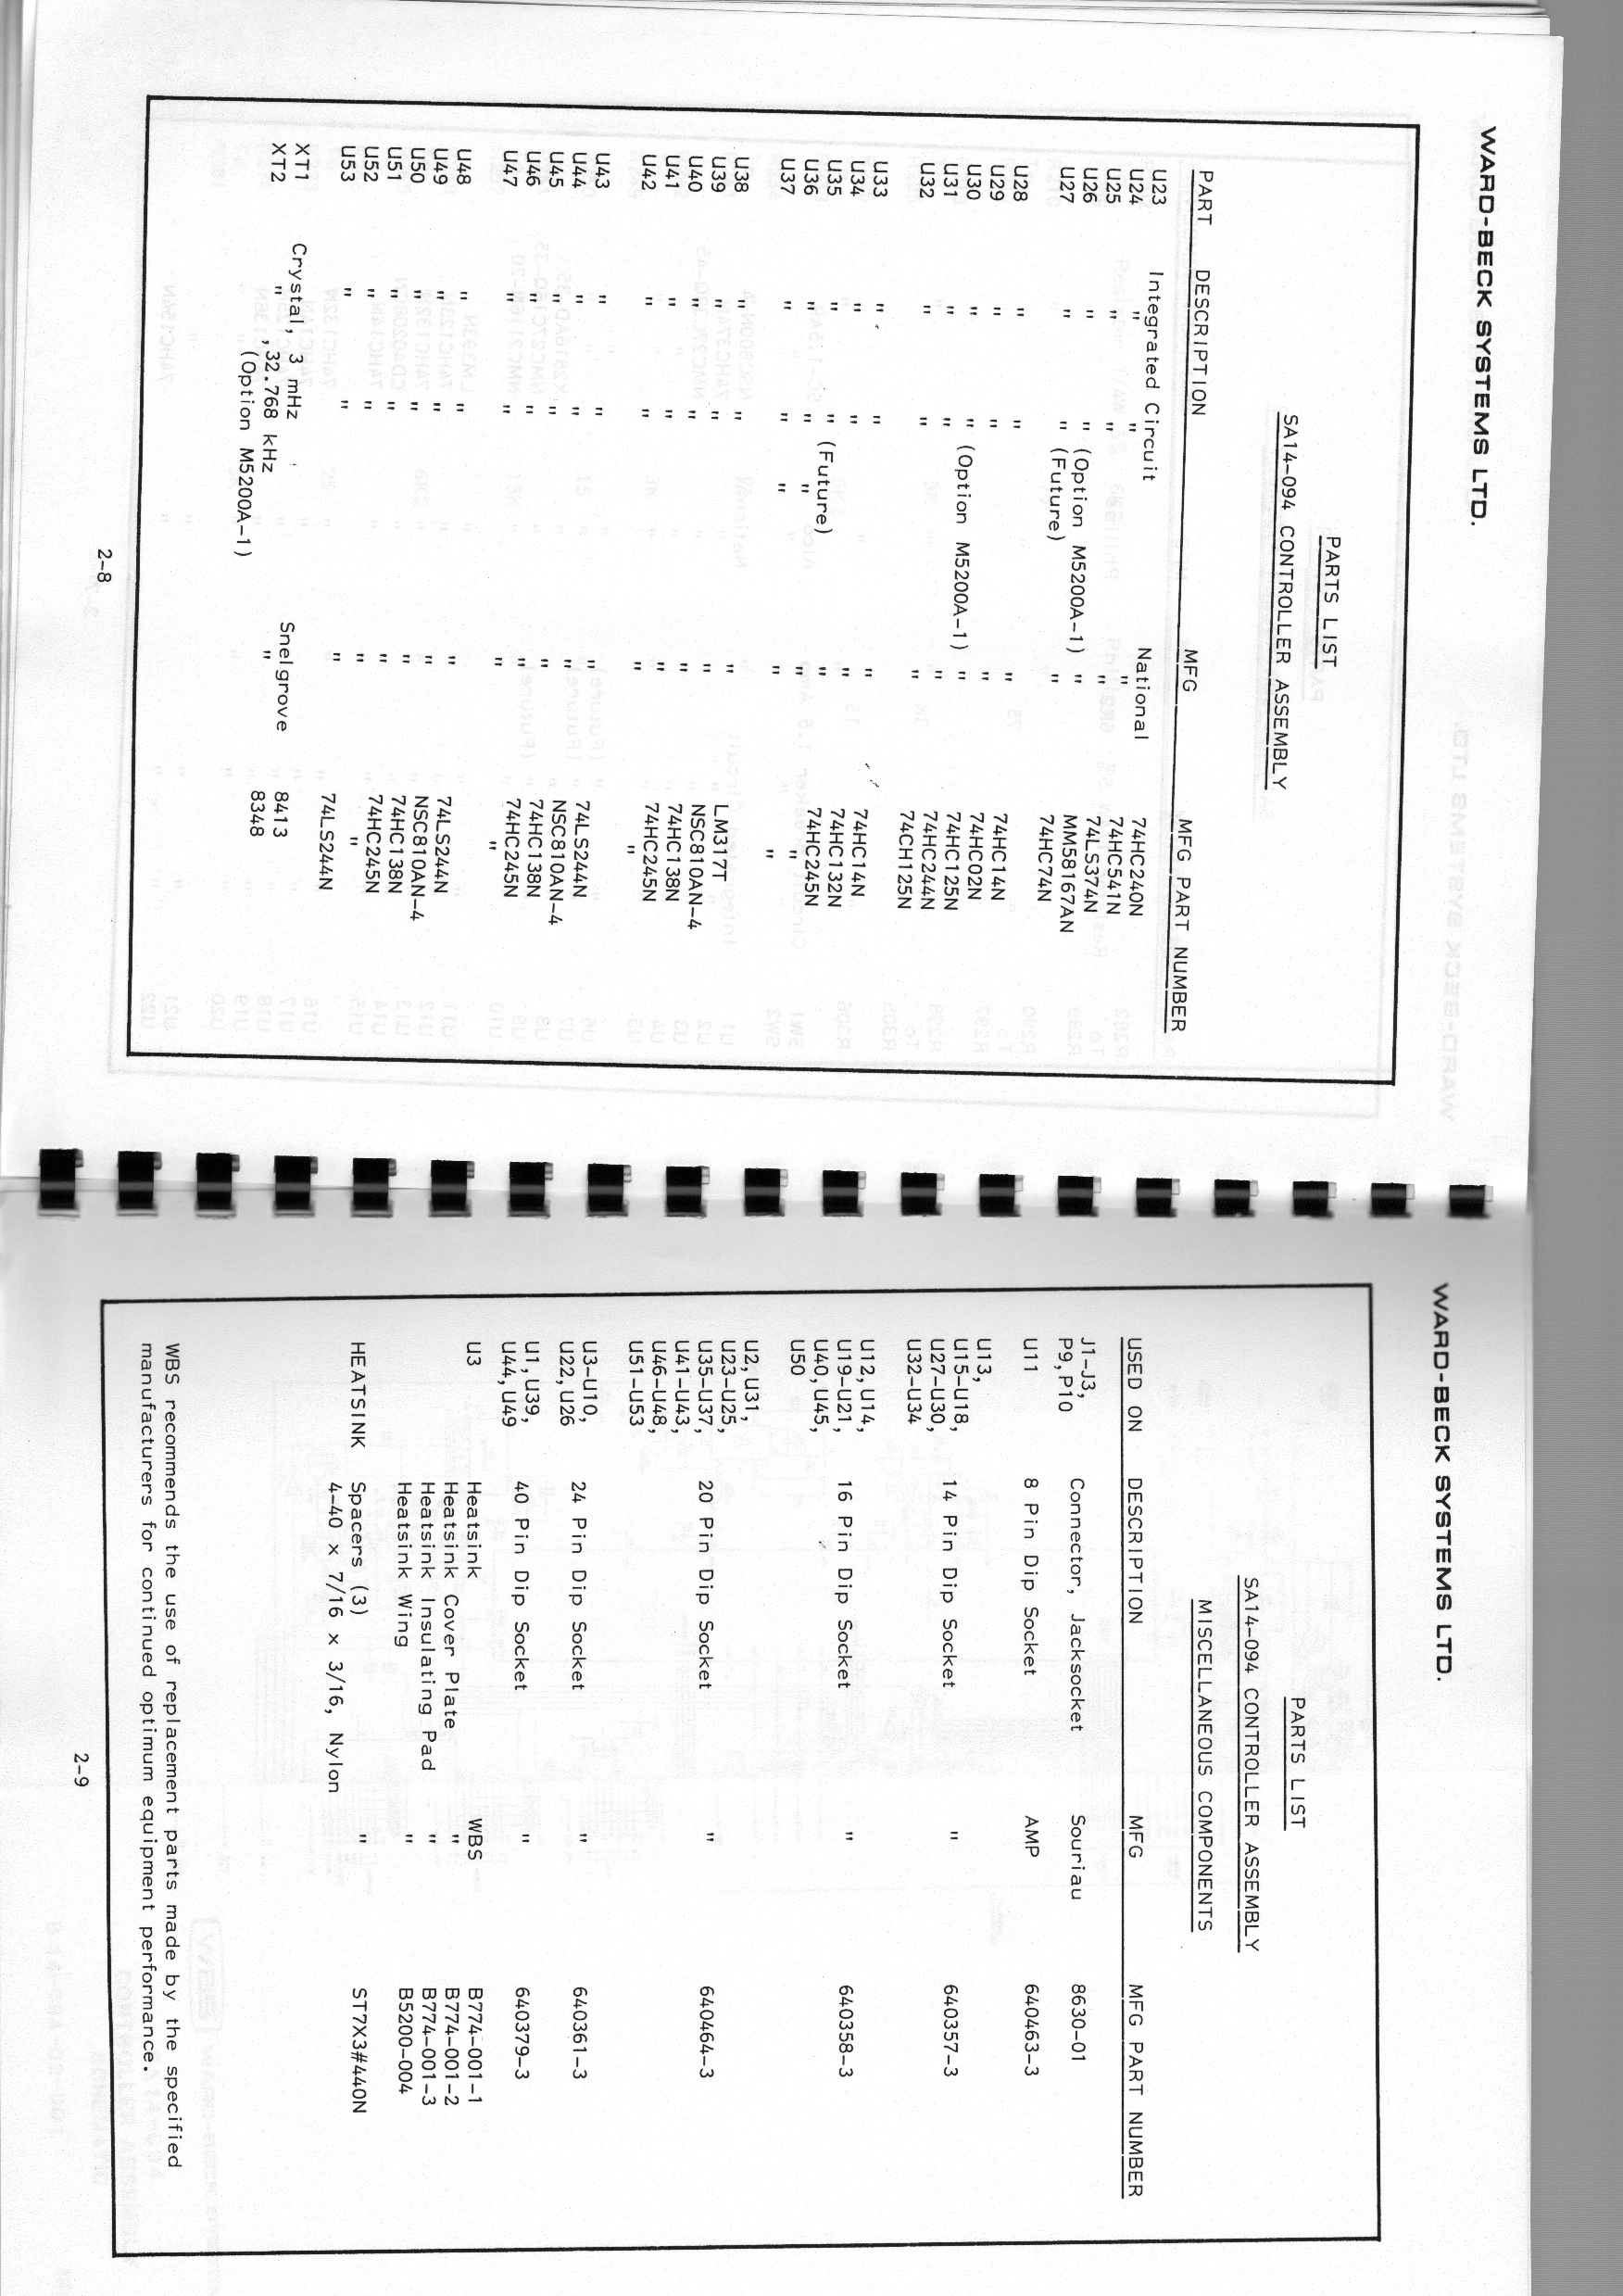 WARD-BECK SYSTEMS LTD.
PARTS LIST
SA14-094 CONTROLLER ASSEMBLY
PART DESCRIPTION MFG MFG PART NUMBER
U23 Integrated Circuit National 74HC240N
U24 " " " 74HC541N
U25 " " " 74LS374N
U26 " " (Option M5200A-1) " MM58167AN
U27 " " (Future) " 74HC74N
U28 " " " 74HC14N
U29 " " " 74HC02N
U30 " " (Option M5200A-1) " 74HC125N
U31 " " " 74HC244N
U32 " " " 74CH125N
U33 " " " 74HC14N
U34 " " " 74HC132N
U35 " " (Future) " 74HC245N
U36 " " " " "
U37 " " " " "
U38 " " " LM317T
U39 " " " NSC810AN-4
U40 " " " 74HC138N
U41 " " " 74HC245N
U42 " " " "
U43 " " " 74LS244N
U44 " " " NSC810AN-4
U45 " " " 74HC138N
U46 " " " 74HC245N
U47 " " " "
U48 " " " 74LS244N
U49 " " " NSC810AN-4
U50 " " " 74HC138N
U51 " " " 74HC245N
U52 " " " "
U53 " " " 74LS244N
XT1 Crystal, 3 mHz Snelgrove 8413
XT2 " ,32.768 kHz " 8348
(Option M5200A-1)
2-8
WARD-BECK SYSTEMS LTD.
PARTS LIST
SA14-094 CONTROLLER ASSEMBLY
MISCELLANEOUS COMPONENTS
USED ON DESCRIPTION MFG MFG PART NUMBER
J1-J3,
P9,P10 Connector, Jacksocket Souriau 8630-01
U11 8 Pin Dip Socket AMP 640463-3
U13,
U15-U18, 14 Pin Dip Socket " 640357-3
U27-U30,
U32-U34
U12,U14,
U19-U21, 16 Pin Dip Socket " 640358-3
U40,U45,
U50
U2,U31,
U23-U25,
U35-U37, 20 Pin Dip Socket " 640464-3
U41-U43,
U46-U48,
U51-U53
U3-U10, 24 Pin Dip Socket " 640361-3
U22,U26
U1,U39, 40 Pin Dip Socket " 640379-3
U44,U49
U3 Heatsink WBS B774-001-1
Heatsink Cover Plate " B774-001-2
Heatsink Insulating Pad " B774-001-3
Heatsink Wing " B5200-004
HEATSINK Spacers (3) " ST7X3#440N
4-40 x 7/16 x 3/16, Nylon
WBS recommends the use of replacement parts made by the specified
manufacturers for continued optimum equipment performance.
2-9